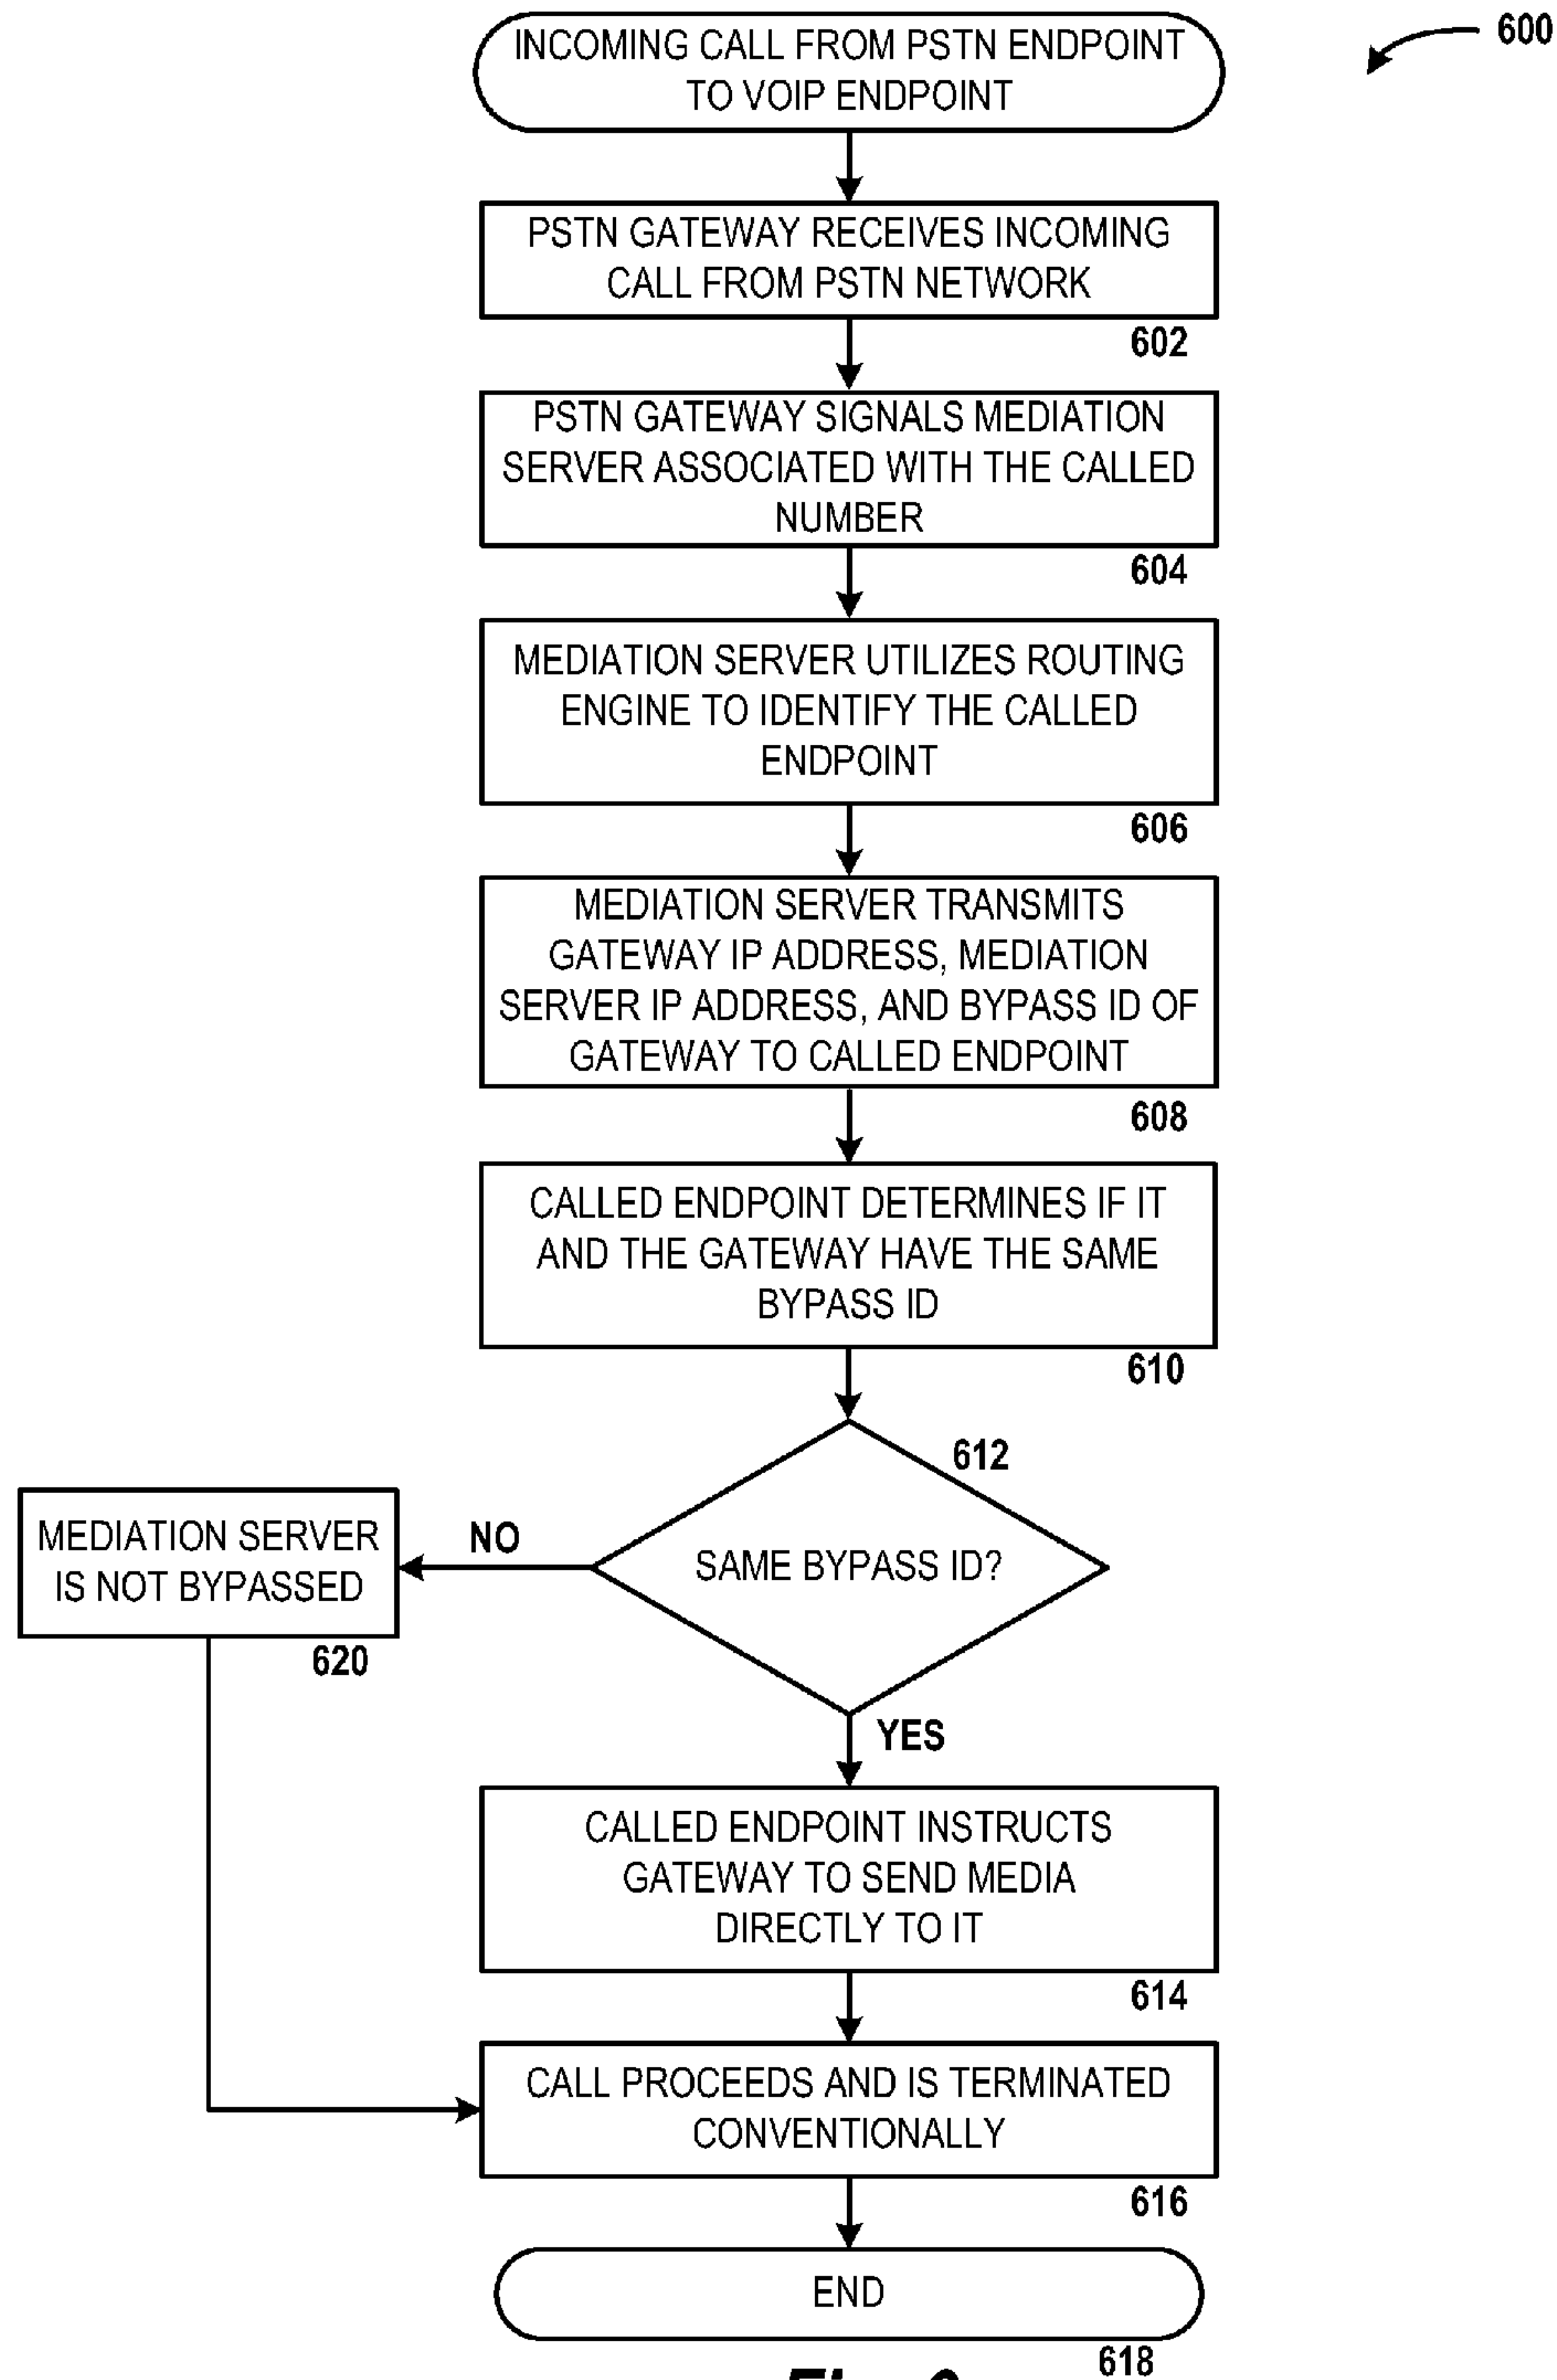 600
INCOMING CALL FROM PSTN ENDPOINT
TO VOIP ENDPOINT
PSTN GATEWAY RECEIVES INCOMING
CALL FROM PSTN NETWORK
602
PSTN GATEWAY SIGNALS MEDIATION
SERVER ASSOCIATED WITH THE CALLED
NUMBER
604
MEDIATION SERVER UTILIZES ROUTING
ENGINE TO IDENTIFY THE CALLED
ENDPOINT
606
MEDIATION SERVER TRANSMITS
GATEWAY IP ADDRESS, MEDIATION
SERVER IP ADDRESS, AND BYPASS ID OF
GATEWAY TO CALLED ENDPOINT
608
CALLED ENDPOINT DETERMINES IF IT
AND THE GATEWAY HAVE THE SAME
BYPASS ID
610
612
SAME BYPASS ID?
NO
MEDIATION SERVER
IS NOT BYPASSED
620
YES
CALLED ENDPOINT INSTRUCTS
GATEWAY TO SEND MEDIA
DIRECTLY TO IT
614
CALL PROCEEDS AND IS TERMINATED
CONVENTIONALLY
616
END
618